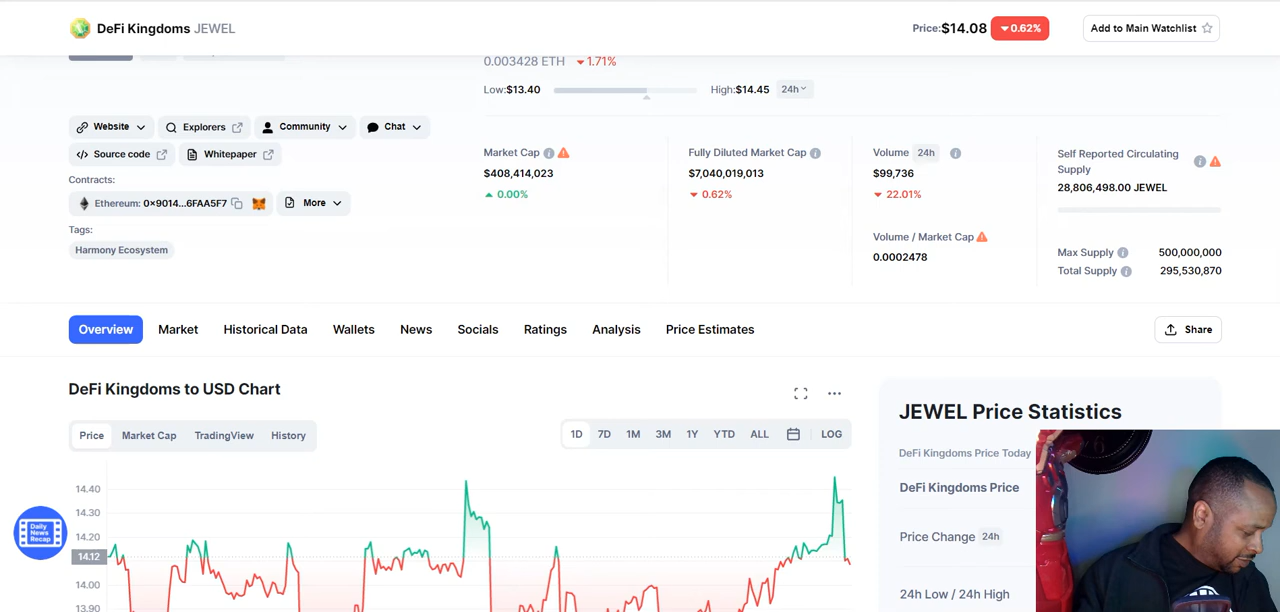 DeFi Kingdoms JEWEL
Price: $14.08 0.62%
Add to Main Watchlist
0.003428 ETH 1.71%
Low: $13.40 High: $14.45 24h
Website Explorers Community Chat
Source code Whitepaper
Contracts:
Ethereum: 0x9014...6FAA5F7 More
Tags:
Harmony Ecosystem
Market Cap
$408,414,023
0.00%
Fully Diluted Market Cap
$7,040,019,013
0.62%
Volume 24h
$99,736
22.01%
Volume / Market Cap
0.0002478
Self Reported Circulating
Supply
28,806,498.00 JEWEL
Max Supply 500,000,000
Total Supply 295,530,870
Overview Market Historical Data Wallets News Socials Ratings Analysis Price Estimates Share
DeFi Kingdoms to USD Chart
Price Market Cap TradingView History
1D 7D 1M 3M 1Y YTD ALL LOG
14.40
14.30
14.20
14.12
14.00
13.90
Daily
News
Recap
JEWEL Price Statistics
DeFi Kingdoms Price Today
DeFi Kingdoms Price
Price Change 24h
24h Low / 24h High